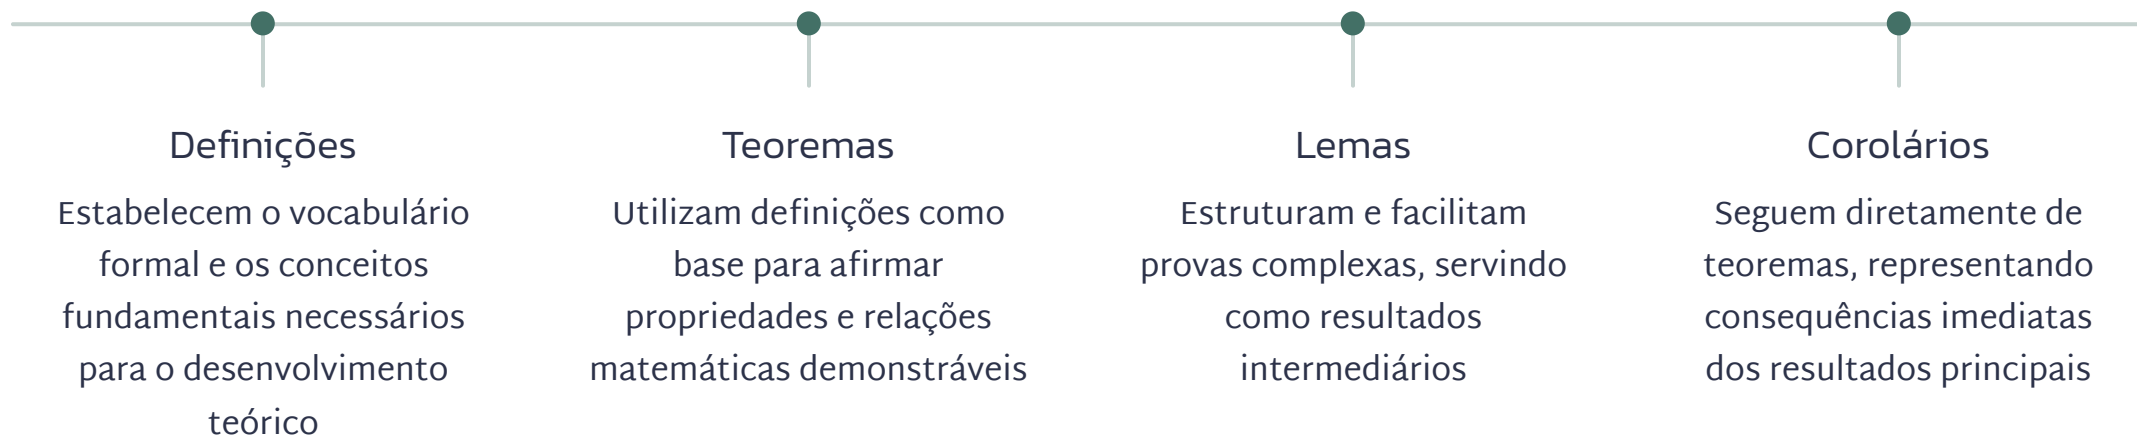 Definições
Estabelecem o vocabulário
formal e os conceitos
fundamentais necessários
para o desenvolvimento
teórico
Teoremas
Utilizam definições como
base para afirmar
propriedades e relações
matemáticas demonstráveis
Lemas
Estruturam e facilitam
provas complexas, servindo
como resultados
intermediários
Corolários
Seguem diretamente de
teoremas, representando
consequências imediatas
dos resultados principais